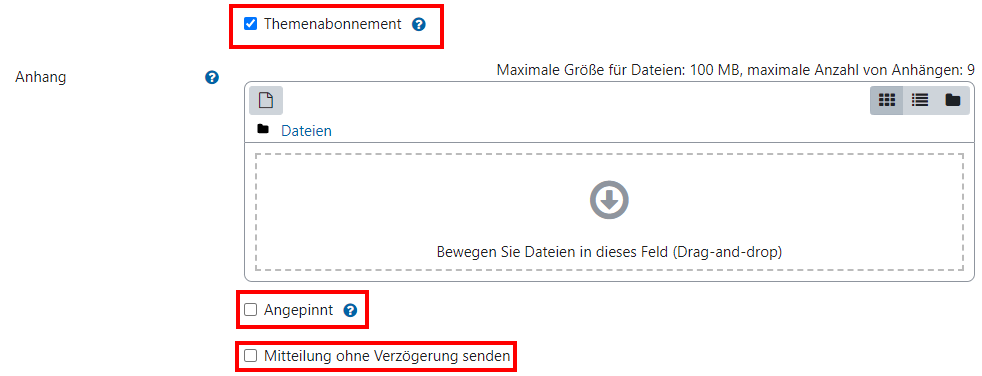 Themenabonnement
Anhang
Maximale Größe für Dateien: 100 MB, maximale Anzahl von Anhängen: 9
Dateien
Bewegen Sie Dateien in dieses Feld (Drag-and-drop)
Angepinnt
Mitteilung ohne Verzögerung senden